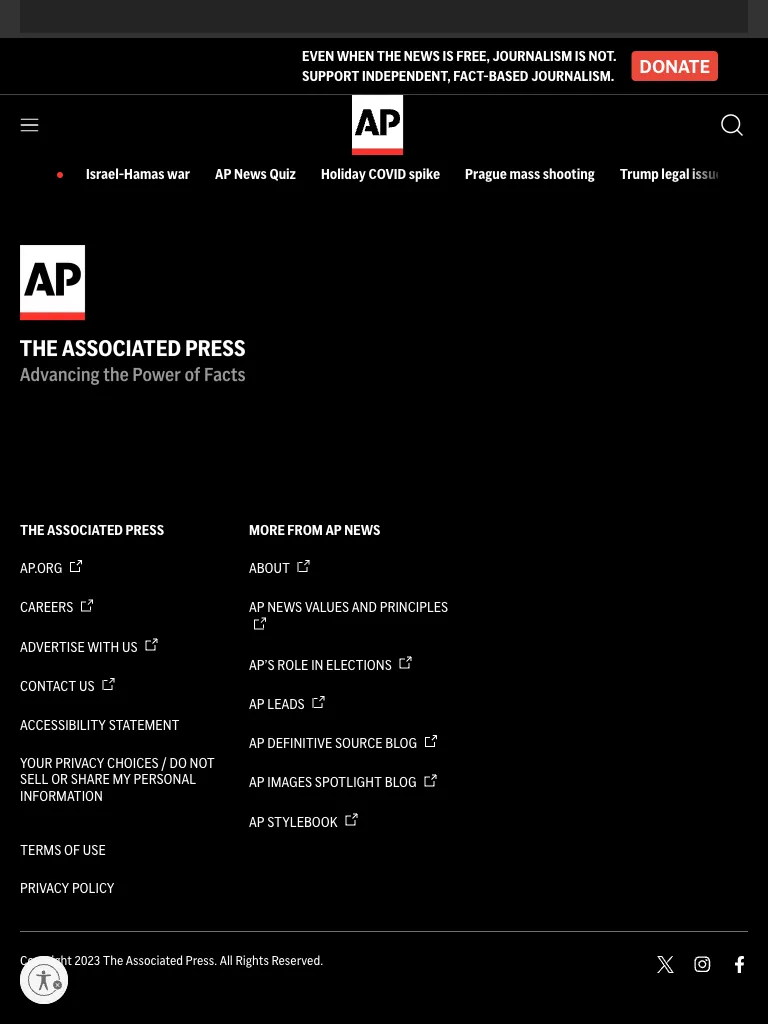 EVEN WHEN THE NEWS IS FREE, JOURNALISM IS NOT.
SUPPORT INDEPENDENT, FACT-BASED JOURNALISM.
DONATE
AP
Israel-Hamas war
AP News Quiz
Holiday COVID spike
Prague mass shooting
Trump legal issu
AP
THE ASSOCIATED PRESS
Advancing the Power of Facts
THE ASSOCIATED PRESS
AP.ORG
CAREERS
ADVERTISE WITH US
CONTACT US
ACCESSIBILITY STATEMENT
YOUR PRIVACY CHOICES / DO NOT
SELL OR SHARE MY PERSONAL
INFORMATION
TERMS OF USE
PRIVACY POLICY
MORE FROM AP NEWS
ABOUT
AP NEWS VALUES AND PRINCIPLES
AP'S ROLE IN ELECTIONS
AP LEADS
AP DEFINITIVE SOURCE BLOG
AP IMAGES SPOTLIGHT BLOG
AP STYLEBOOK
2023 The Associated Press. All Rights Reserved.